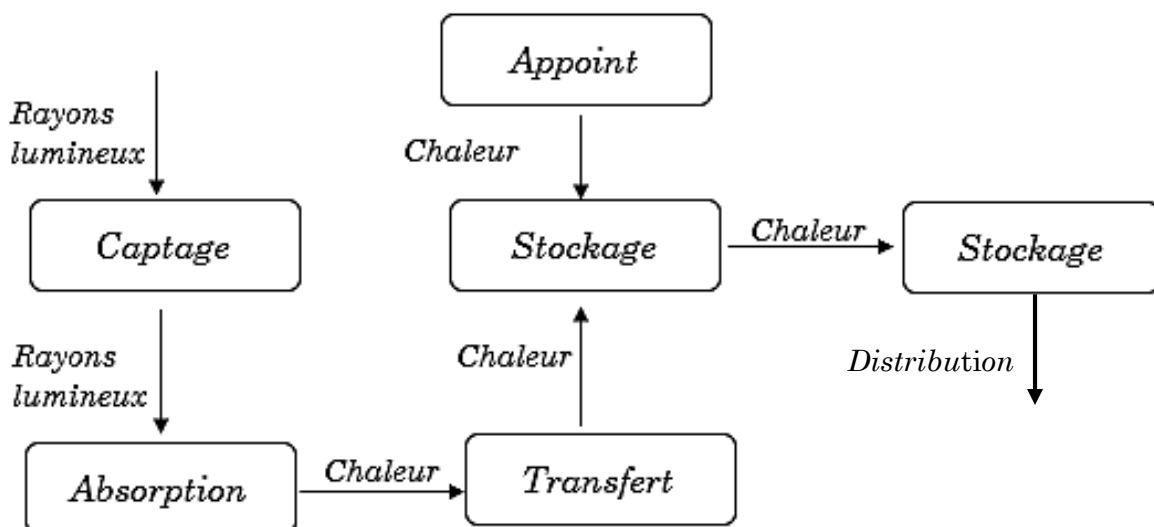 Appoint
Rayons
lumineux
Chaleur
Captage
Stockage
Chaleur
Stockage
Rayons
lumineux
Chaleur
Distribution
Absorption
Chaleur
Transfert